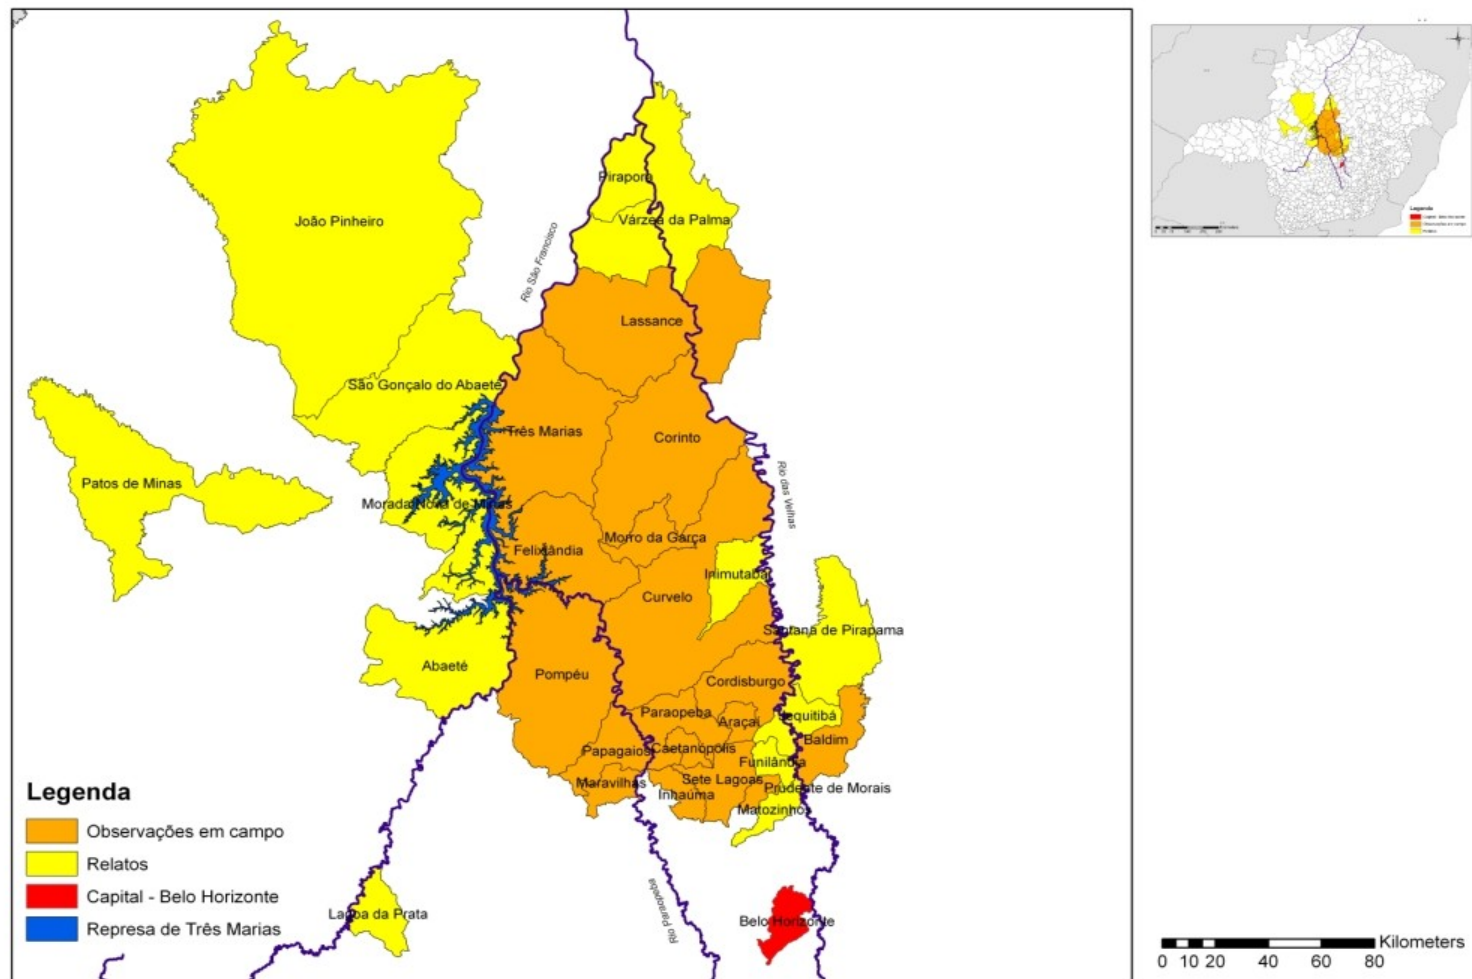 Pirapora
João Pinheiro
Várzea da Palma
Rio São Francisco
Lassance
São Gonçalo do Abaeté
Três Marias
Corinto
Patos de Minas
Morada Nova de Minas
Rio das Velhas
Felixlândia
Morro da Garça
Inimutaba
Curvelo
Santana de Pirapama
Abaeté
Pompéu
Cordisburgo
Paraopeba
Araçaí
Jequitibá
Baldim
Papagaios
Caetanópolis
Funilândia
Maravilhas
Sete Lagoas
Inhaúma
Prudente de Morais
Matozinhos
Rio Paraopeba
Lagoa da Prata
Belo Horizonte
Legenda
Observações em campo
Relatos
Capital - Belo Horizonte
Represa de Três Marias
Legenda
0 10 20 40 60 80 Kilometers